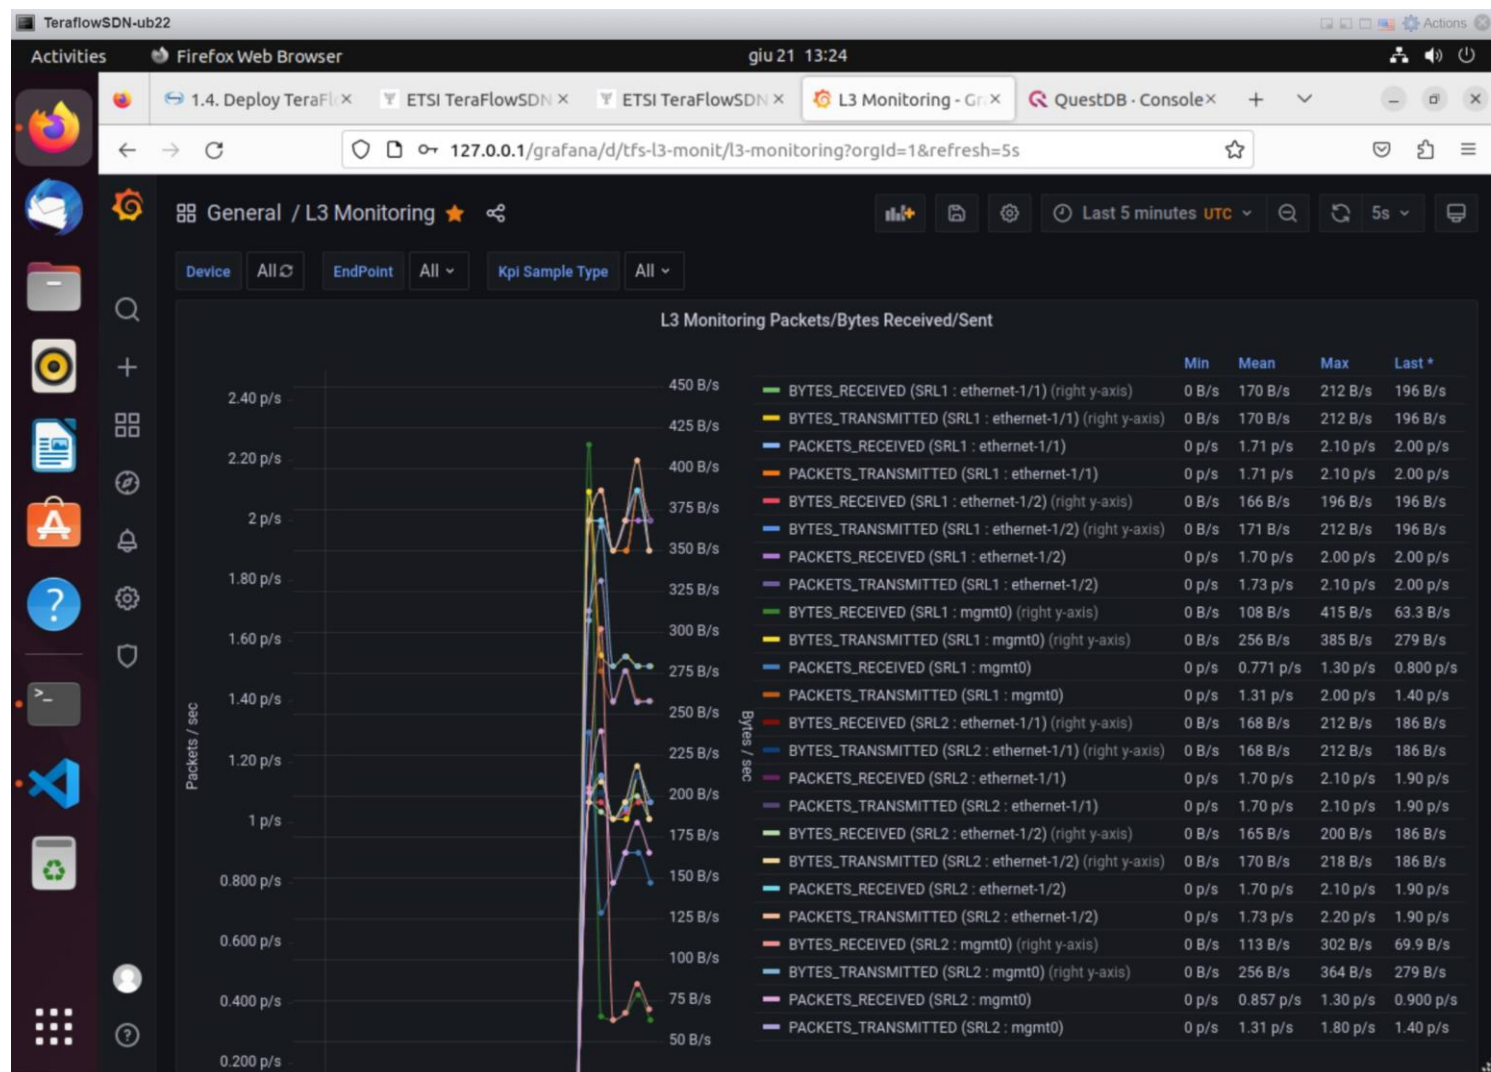 TeraflowSDN-ub22 Actions
Activities Firefox Web Browser giu 21 13:24
1.4. Deploy TeraFl ETSI TeraFlowSDN ETSI TeraFlowSDN L3 Monitoring - Gr QuestDB · Console
127.0.0.1/grafana/d/tfs-l3-monit/l3-monitoring?orgId=1&refresh=5s
General / L3 Monitoring Last 5 minutes UTC 5s
Device All EndPoint All Kpi Sample Type All
L3 Monitoring Packets/Bytes Received/Sent
Min Mean Max Last *
BYTES_RECEIVED (SRL1 : ethernet-1/1) (right y-axis) 0 B/s 170 B/s 212 B/s 196 B/s
BYTES_TRANSMITTED (SRL1 : ethernet-1/1) (right y-axis) 0 B/s 170 B/s 212 B/s 196 B/s
PACKETS_RECEIVED (SRL1 : ethernet-1/1) 0 p/s 1.71 p/s 2.10 p/s 2.00 p/s
PACKETS_TRANSMITTED (SRL1 : ethernet-1/1) 0 p/s 1.71 p/s 2.10 p/s 2.00 p/s
BYTES_RECEIVED (SRL1 : ethernet-1/2) (right y-axis) 0 B/s 166 B/s 196 B/s 196 B/s
BYTES_TRANSMITTED (SRL1 : ethernet-1/2) (right y-axis) 0 B/s 171 B/s 212 B/s 196 B/s
PACKETS_RECEIVED (SRL1 : ethernet-1/2) 0 p/s 1.70 p/s 2.00 p/s 2.00 p/s
PACKETS_TRANSMITTED (SRL1 : ethernet-1/2) 0 p/s 1.73 p/s 2.10 p/s 2.00 p/s
BYTES_RECEIVED (SRL1 : mgmt0) (right y-axis) 0 B/s 108 B/s 415 B/s 63.3 B/s
BYTES_TRANSMITTED (SRL1 : mgmt0) (right y-axis) 0 B/s 256 B/s 385 B/s 279 B/s
PACKETS_RECEIVED (SRL1 : mgmt0) 0 p/s 0.771 p/s 1.30 p/s 0.800 p/s
PACKETS_TRANSMITTED (SRL1 : mgmt0) 0 p/s 1.31 p/s 2.00 p/s 1.40 p/s
BYTES_RECEIVED (SRL2 : ethernet-1/1) (right y-axis) 0 B/s 168 B/s 212 B/s 186 B/s
BYTES_TRANSMITTED (SRL2 : ethernet-1/1) (right y-axis) 0 B/s 168 B/s 212 B/s 186 B/s
PACKETS_RECEIVED (SRL2 : ethernet-1/1) 0 p/s 1.70 p/s 2.10 p/s 1.90 p/s
PACKETS_TRANSMITTED (SRL2 : ethernet-1/1) 0 p/s 1.70 p/s 2.10 p/s 1.90 p/s
BYTES_RECEIVED (SRL2 : ethernet-1/2) (right y-axis) 0 B/s 165 B/s 200 B/s 186 B/s
BYTES_TRANSMITTED (SRL2 : ethernet-1/2) (right y-axis) 0 B/s 170 B/s 218 B/s 186 B/s
PACKETS_RECEIVED (SRL2 : ethernet-1/2) 0 p/s 1.70 p/s 2.10 p/s 1.90 p/s
PACKETS_TRANSMITTED (SRL2 : ethernet-1/2) 0 p/s 1.73 p/s 2.20 p/s 1.90 p/s
BYTES_RECEIVED (SRL2 : mgmt0) (right y-axis) 0 B/s 113 B/s 302 B/s 69.9 B/s
BYTES_TRANSMITTED (SRL2 : mgmt0) (right y-axis) 0 B/s 256 B/s 364 B/s 279 B/s
PACKETS_RECEIVED (SRL2 : mgmt0) 0 p/s 0.857 p/s 1.30 p/s 0.900 p/s
PACKETS_TRANSMITTED (SRL2 : mgmt0) 0 p/s 1.31 p/s 1.80 p/s 1.40 p/s
Packets / sec
2.40 p/s
2.20 p/s
2 p/s
1.80 p/s
1.60 p/s
1.40 p/s
1.20 p/s
1 p/s
0.800 p/s
0.600 p/s
0.400 p/s
0.200 p/s
450 B/s
425 B/s
400 B/s
375 B/s
350 B/s
325 B/s
300 B/s
275 B/s
250 B/s
225 B/s
200 B/s
175 B/s
150 B/s
125 B/s
100 B/s
75 B/s
50 B/s
Bytes / sec